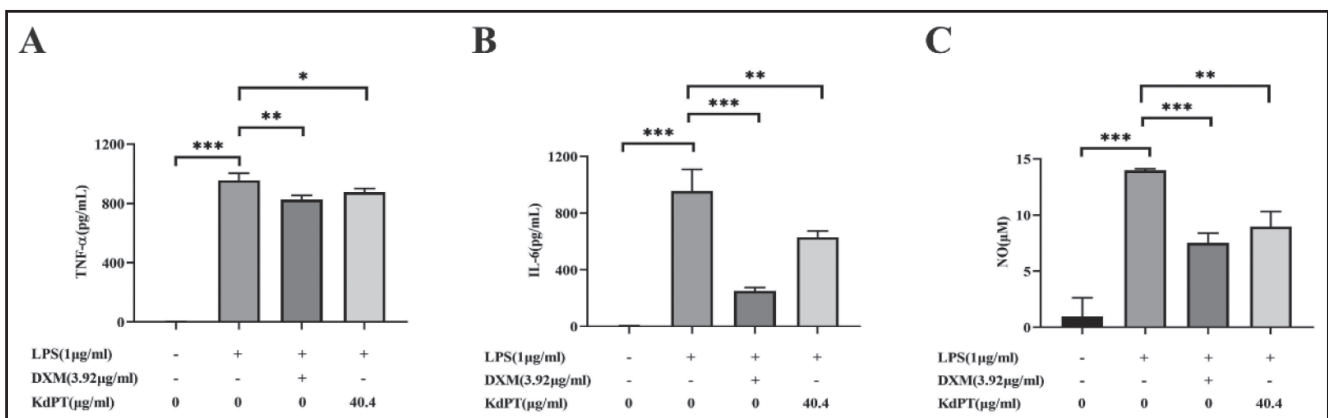 A
B
C
*
**
***
TNF-α(pg/mL)
1200
800
400
0
LPS(1μg/ml) - + + +
DXM(3.92μg/ml) - - + -
KdPT(μg/ml) 0 0 0 40.4
**
***
***
IL-6(pg/mL)
1200
800
400
0
LPS(1μg/ml) - + + +
DXM(3.92μg/ml) - - + -
KdPT(μg/ml) 0 0 0 40.4
**
***
***
NO(μM)
15
10
5
0
LPS(1μg/ml) - + + +
DXM(3.92μg/ml) - - + -
KdPT(μg/ml) 0 0 0 40.4